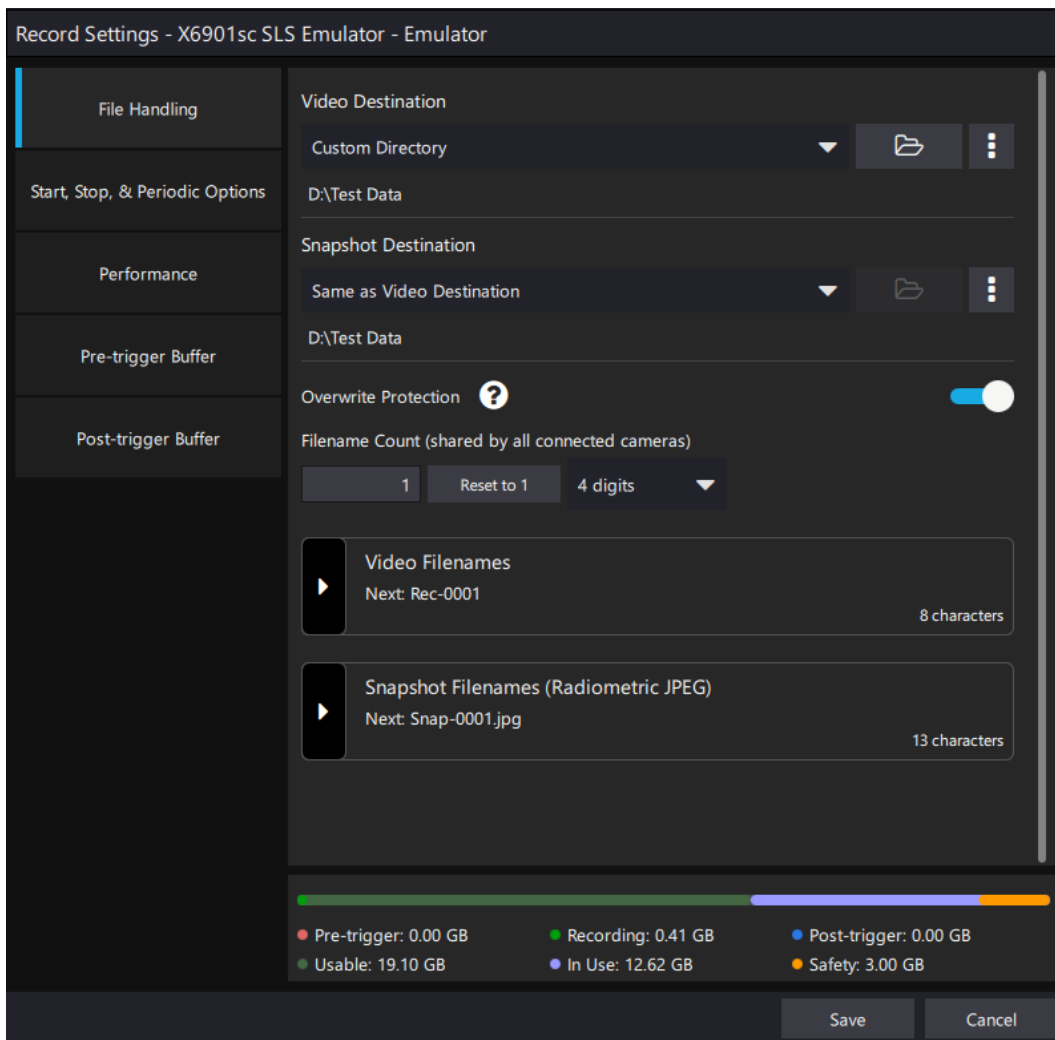 Record Settings - X6901sc SLS Emulator - Emulator
File Handling
Start, Stop, & Periodic Options
Performance
Pre-trigger Buffer
Post-trigger Buffer
Video Destination
Custom Directory
D:\Test Data
Snapshot Destination
Same as Video Destination
D:\Test Data
Overwrite Protection ?
Filename Count (shared by all connected cameras)
1 Reset to 1 4 digits
Video Filenames
Next: Rec-0001
8 characters
Snapshot Filenames (Radiometric JPEG)
Next: Snap-0001.jpg
13 characters
Pre-trigger: 0.00 GB Recording: 0.41 GB Post-trigger: 0.00 GB
Usable: 19.10 GB In Use: 12.62 GB Safety: 3.00 GB
Save Cancel